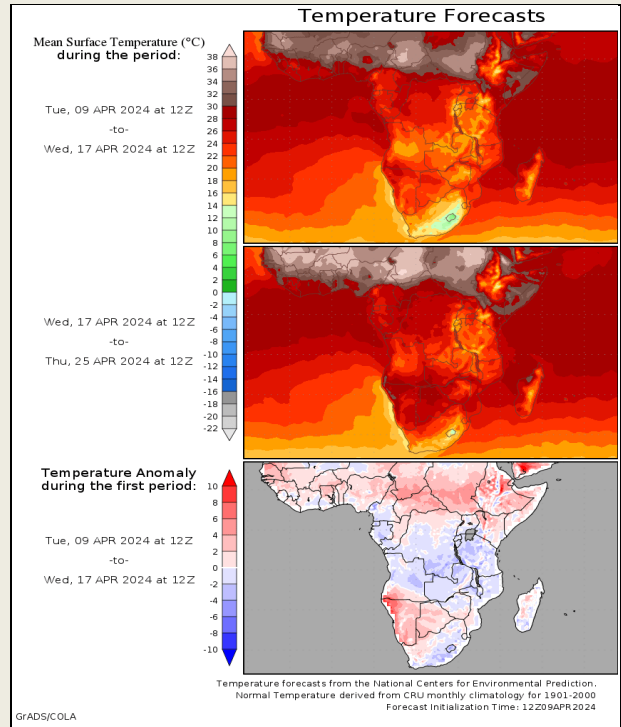 Temperature Forecasts
Mean Surface Temperature (°C)
during the period:
Tue, 09 APR 2024 at 12Z
-to-
Wed, 17 APR 2024 at 12Z
38
36
34
32
30
28
26
24
22
20
18
16
14
12
10
8
6
4
2
0
-2
-4
-6
-8
-10
-12
-14
-16
-18
-20
-22
Wed, 17 APR 2024 at 12Z
-to-
Thu, 25 APR 2024 at 12Z
Temperature Anomaly
during the first period:
Tue, 09 APR 2024 at 12Z
-to-
Wed, 17 APR 2024 at 12Z
10
8
6
4
2
0
-2
-4
-6
-8
-10
Temperature forecasts from the National Centers for Environmental Prediction.
Normal Temperature derived from CRU monthly climatology for 1901-2000
Forecast Initialization Time: 12Z09APR2024
GrADS/COLA